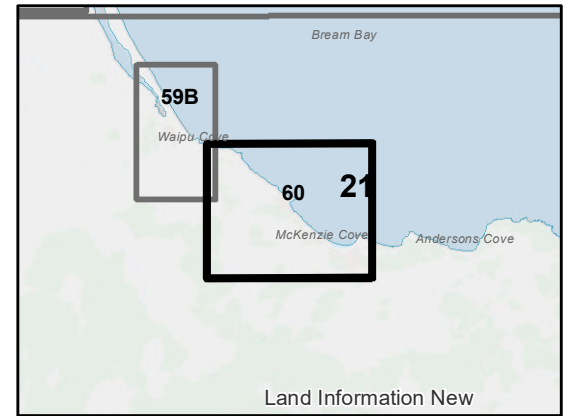 Bream Bay
59B
Waipu Cove
60
21
McKenzie Cove
Andersons Cove
Land Information New